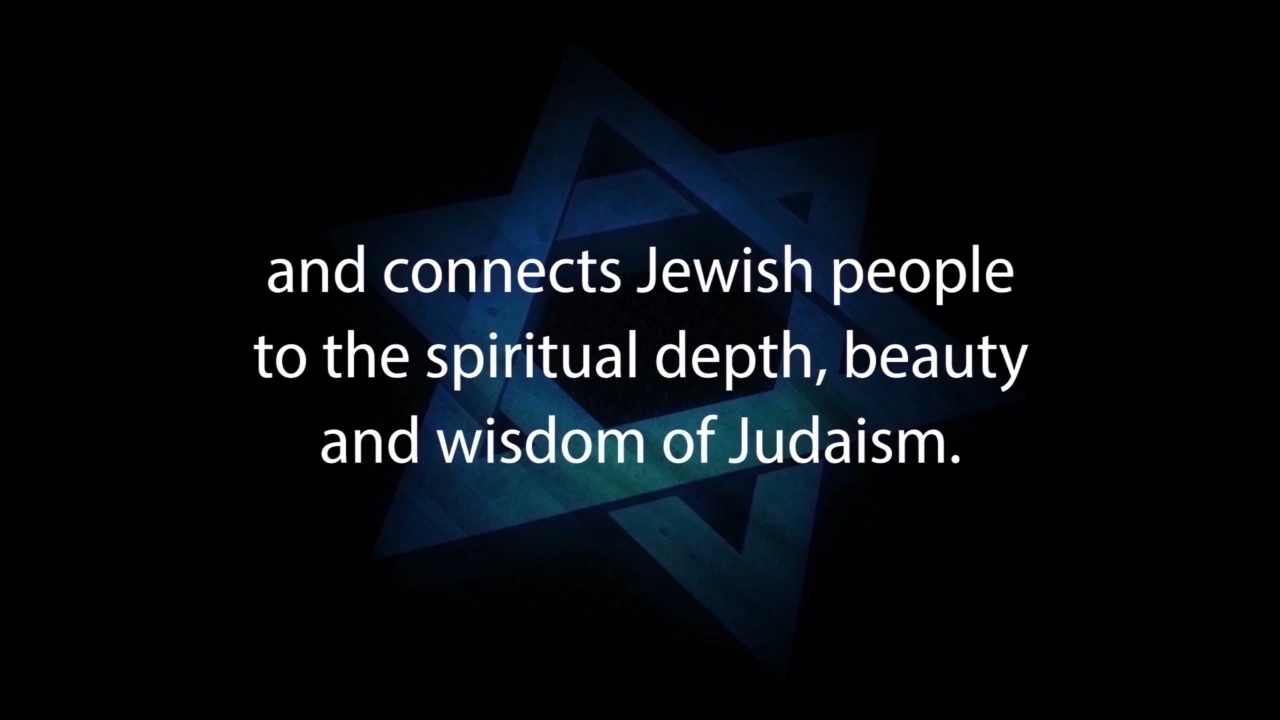 and connects Jewish people
to the spiritual depth, beauty
and wisdom of Judaism.